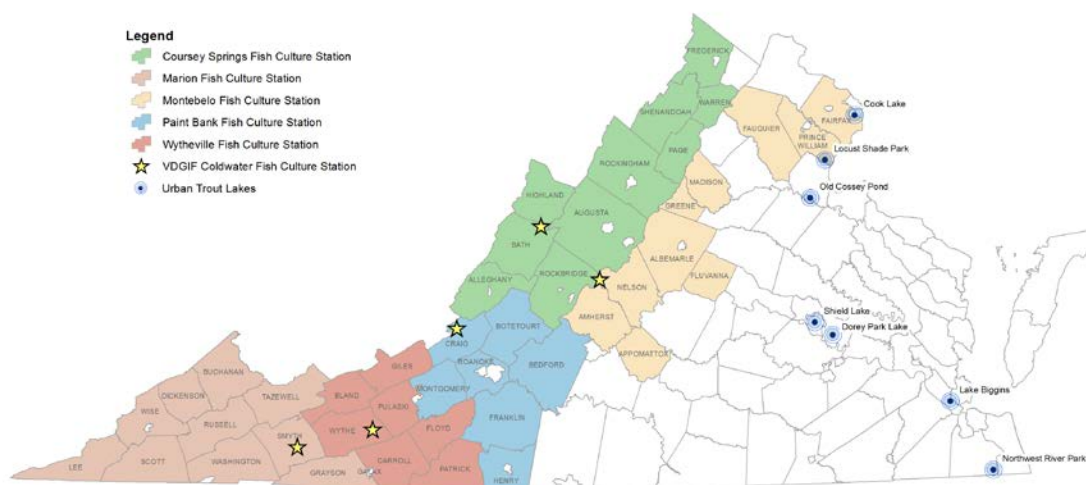 Legend
Coursey Springs Fish Culture Station
Marion Fish Culture Station
Montebelo Fish Culture Station
Paint Bank Fish Culture Station
Wytheville Fish Culture Station
VDGIF Coldwater Fish Culture Station
Urban Trout Lakes
FREDERICK
SHENANDOAH
WARREN
Cook Lake
FAIRFAX
FAUQUIER
PRINCE
WILLIAM
Locust Shade Park
PAGE
ROCKINGHAM
MADISON
Old Cossey Pond
HIGHLAND
GREENE
AUGUSTA
BATH
ALBEMARLE
ROCKBRIDGE
FLUVANNA
ALLEGHANY
NELSON
AMHERST
Shield Lake
Dorey Park Lake
BOTETOURT
CRAIG
APPOMATTOX
ROANOKE
BEDFORD
GILES
BUCHANAN
MONTGOMERY
DICKENSON
TAZEWELL
BLAND
Lake Biggins
WISE
PULASKI
RUSSELL
FRANKLIN
SMYTH
WYTHE
FLOYD
SCOTT
WASHINGTON
CARROLL
LEE
GRAYSON
GALAX
PATRICK
HENRY
Northwest River Park